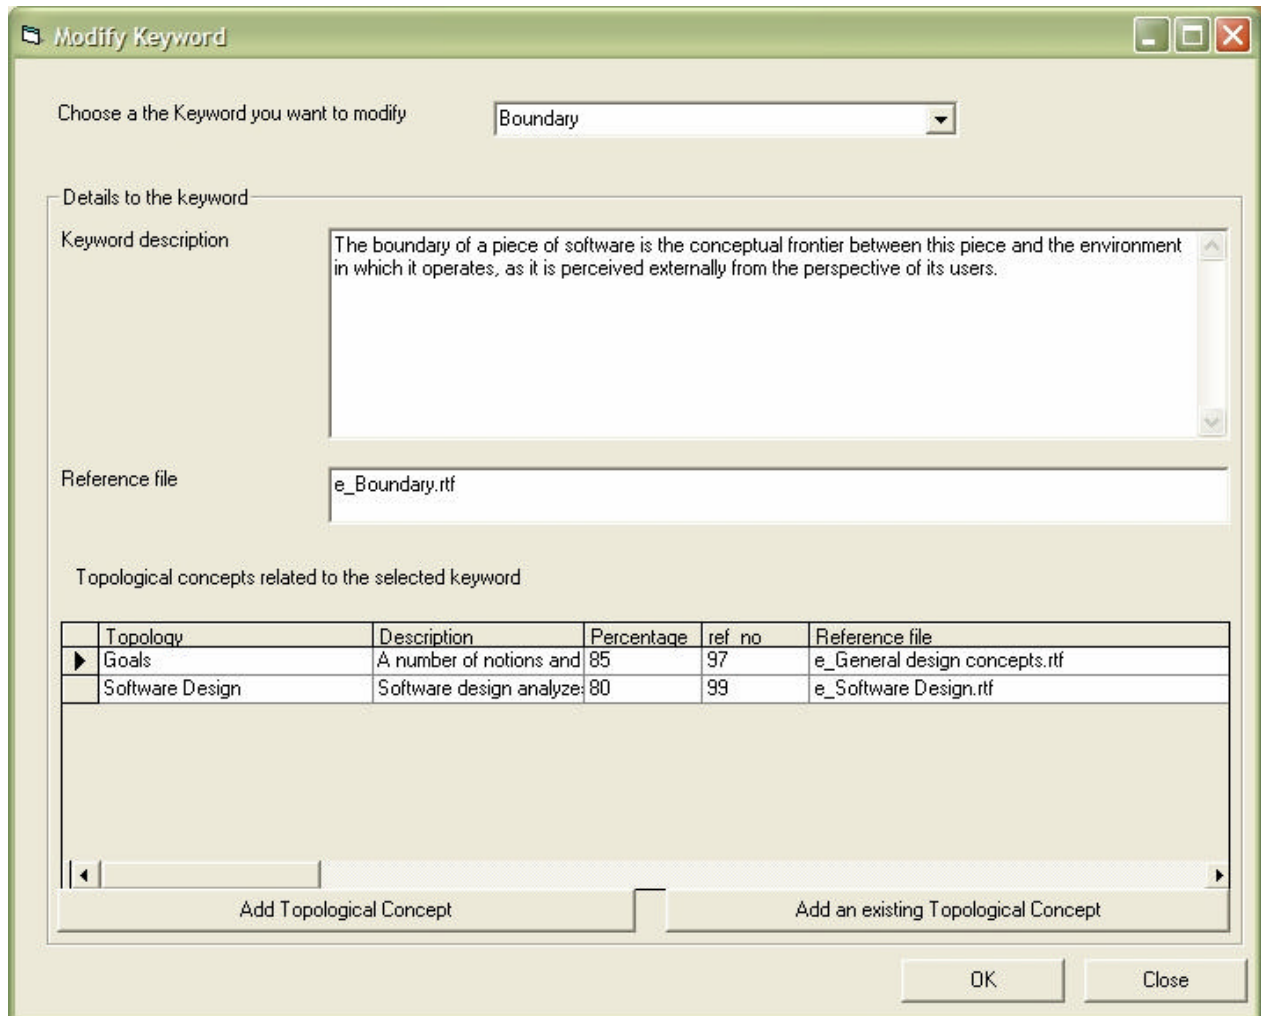 Modify Keyword
Choose a the Keyword you want to modify
Boundary
Details to the keyword
Keyword description
The boundary of a piece of software is the conceptual frontier between this piece and the environment
in which it operates, as it is perceived externally from the perspective of its users.
Reference file
e_Boundary.rtf
Topological concepts related to the selected keyword
Topology Description Percentage ref_no Reference file
Goals A number of notions and 85 97 e_General design concepts.rtf
Software Design Software design analyze 80 99 e_Software Design.rtf
Add Topological Concept Add an existing Topological Concept
OK Close